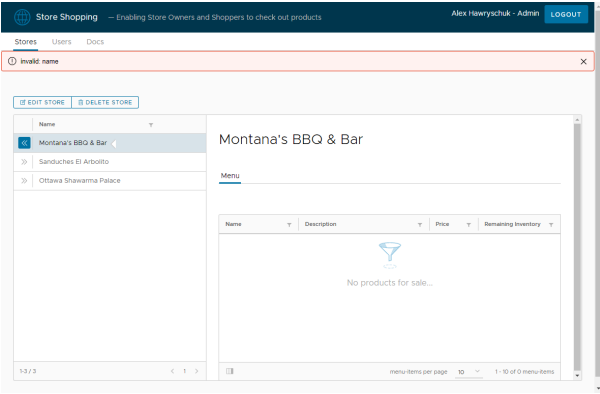 Store Shopping — Enabling Store Owners and Shoppers to check out products Alex Hawryschuk - Admin LOGOUT
Stores Users Docs
invalid: name
EDIT STORE DELETE STORE
Name
Montana's BBQ & Bar
Sanduches El Arbolito
Ottawa Shawarma Palace
1-3 / 3 1
Montana's BBQ & Bar
Menu
Name Description Price Remaining Inventory
No products for sale...
menu-items per page 10 1 - 10 of 0 menu-items